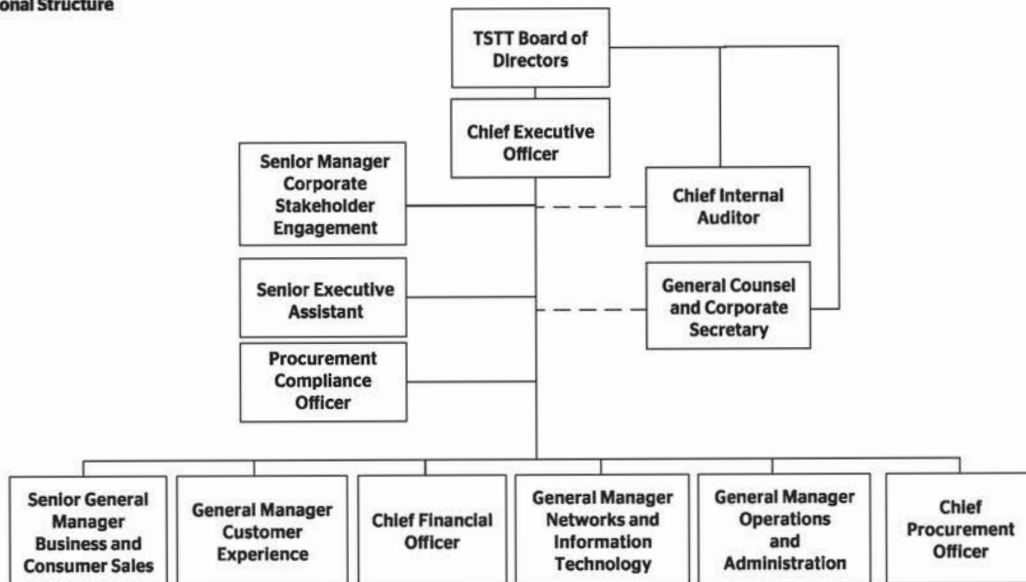 onal Structure
TSTT Board of
Directors
Chief Executive
Officer
Senior Manager
Corporate
Stakeholder
Engagement
Chief Internal
Auditor
Senior Executive
Assistant
General Counsel
and Corporate
Secretary
Procurement
Compliance
Officer
Senior General
Manager
Business and
Consumer Sales
General Manager
Customer
Experience
Chief Financial
Officer
General Manager
Networks and
Information
Technology
General Manager
Operations
and
Administration
Chief
Procurement
Officer